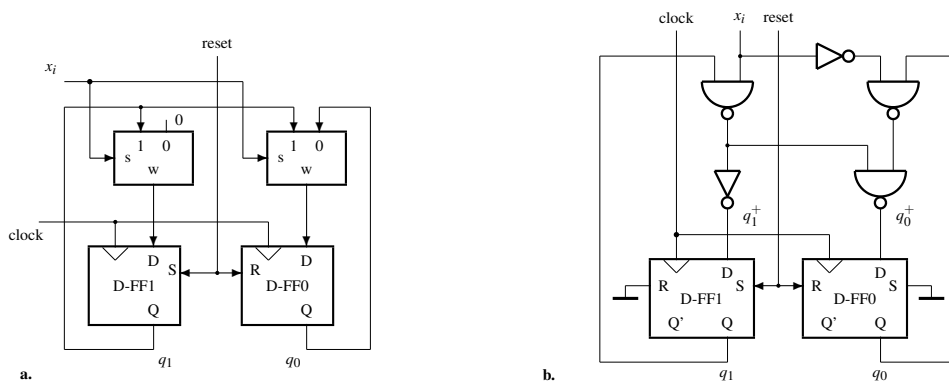 reset
x_i
0
1 0
s
w
1 0
s
w
clock
D
S
D-FF1
Q
D
R
D-FF0
Q
q_1
q_0
a.
clock
x_i
reset
q_1^+
q_0^+
D
R
S
D-FF1
Q'
Q
D
R
S
D-FF0
Q'
Q
q_1
q_0
b.